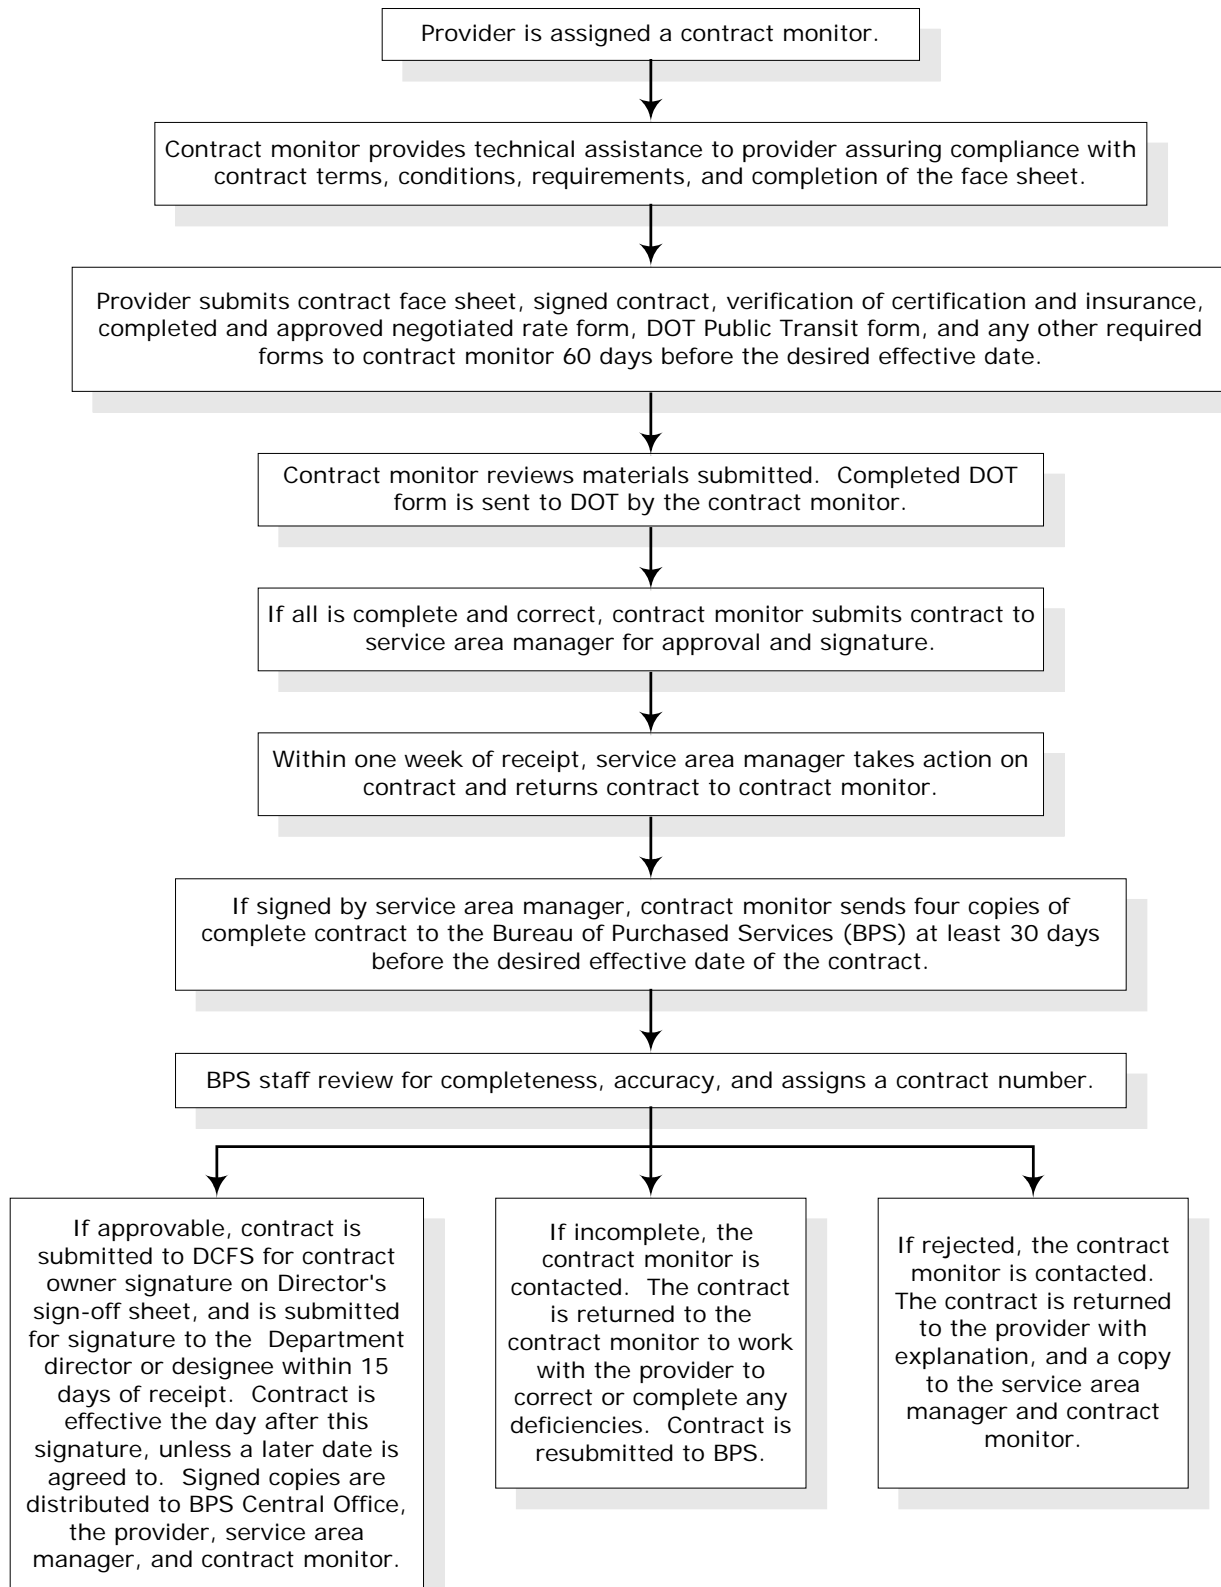 Provider is assigned a contract monitor.
Contract monitor provides technical assistance to provider assuring compliance with
contract terms, conditions, requirements, and completion of the face sheet.
Provider submits contract face sheet, signed contract, verification of certification and insurance,
completed and approved negotiated rate form, DOT Public Transit form, and any other required
forms to contract monitor 60 days before the desired effective date.
Contract monitor reviews materials submitted.  Completed DOT
form is sent to DOT by the contract monitor.
If all is complete and correct, contract monitor submits contract to
service area manager for approval and signature.
Within one week of receipt, service area manager takes action on
contract and returns contract to contract monitor.
If signed by service area manager, contract monitor sends four copies of
complete contract to the Bureau of Purchased Services (BPS) at least 30 days
before the desired effective date of the contract.
BPS staff review for completeness, accuracy, and assigns a contract number.
If approvable, contract is
submitted to DCFS for contract
owner signature on Director's
sign-off sheet, and is submitted
for signature to the  Department
director or designee within 15
days of receipt.  Contract is
effective the day after this
signature, unless a later date is
agreed to.  Signed copies are
distributed to BPS Central Office,
the provider, service area
manager, and contract monitor.
If incomplete, the
contract monitor is
contacted.  The contract
is returned to the
contract monitor to work
with the provider to
correct or complete any
deficiencies.  Contract is
resubmitted to BPS.
If rejected, the contract
monitor is contacted.
The contract is returned
to the provider with
explanation, and a copy
to the service area
manager and contract
monitor.